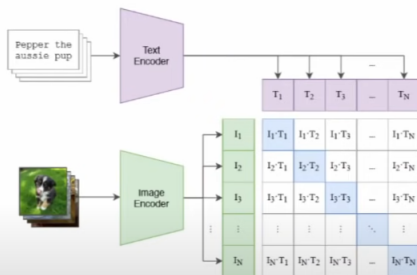 Pepper the
aussie pup
Text
Encoder
...
T1 T2 T3 ... TN
I1 I1·T1 I1·T2 I1·T3 ... I1·TN
I2 I2·T1 I2·T2 I2·T3 ... I2·TN
Image
Encoder
I3 I3·T1 I3·T2 I3·T3 ... I3·TN
⋮ ⋮ ⋮ ⋮ ⋱ ⋮
IN IN·T1 IN·T2 IN·T3 ... IN·TN